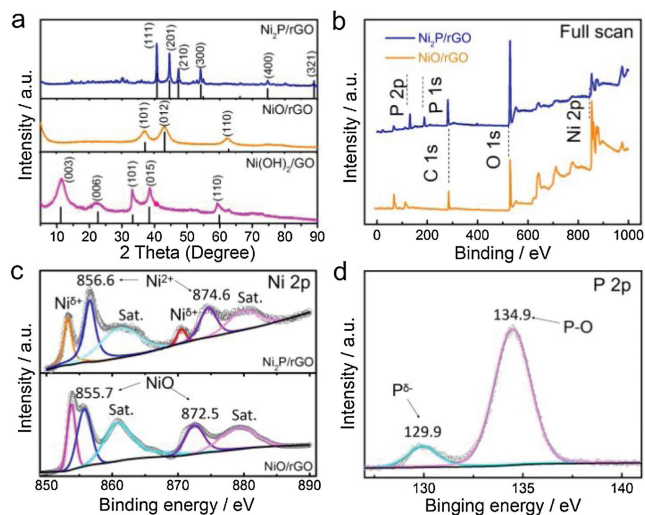 a
Intensity / a.u.
Ni₂P/rGO
(111)
(201)
(210)
(300)
(400)
(321)
NiO/rGO
(101)
(012)
(110)
Ni(OH)₂/GO
(003)
(006)
(101)
(015)
(110)
10 20 30 40 50 60 70 80 90
2 Theta (Degree)
b
Intensity / a.u.
Full scan
Ni₂P/rGO
NiO/rGO
P 2p
P 1s
C 1s
O 1s
Ni 2p
0 200 400 600 800 1000
Binding / eV
c
Intensity / a.u.
Ni 2p
856.6
Ni²⁺
874.6
Niᵟ⁺
Sat.
Niᵟ⁺
Sat.
Ni₂P/rGO
855.7
NiO
872.5
Sat.
Sat.
NiO/rGO
850 860 870 880 890
Binding energy / eV
d
Intensity / a.u.
P 2p
134.9
P-O
Pᵟ⁻
129.9
130 135 140
Binging energy / eV